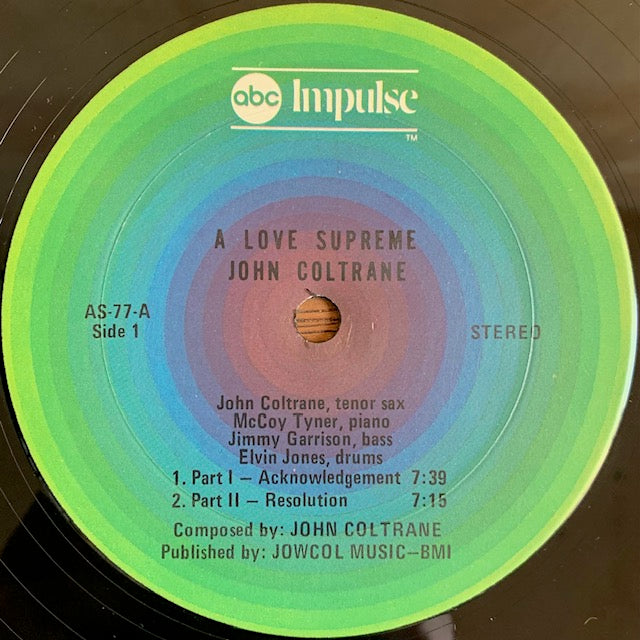 abc Impulse
TM
A LOVE SUPREME
JOHN COLTRANE
AS-77-A
Side 1
STEREO
John Coltrane, tenor sax
McCoy Tyner, piano
Jimmy Garrison, bass
Elvin Jones, drums
1. Part I – Acknowledgement 7:39
2. Part II – Resolution 7:15
Composed by: JOHN COLTRANE
Published by: JOWCOL MUSIC–BMI